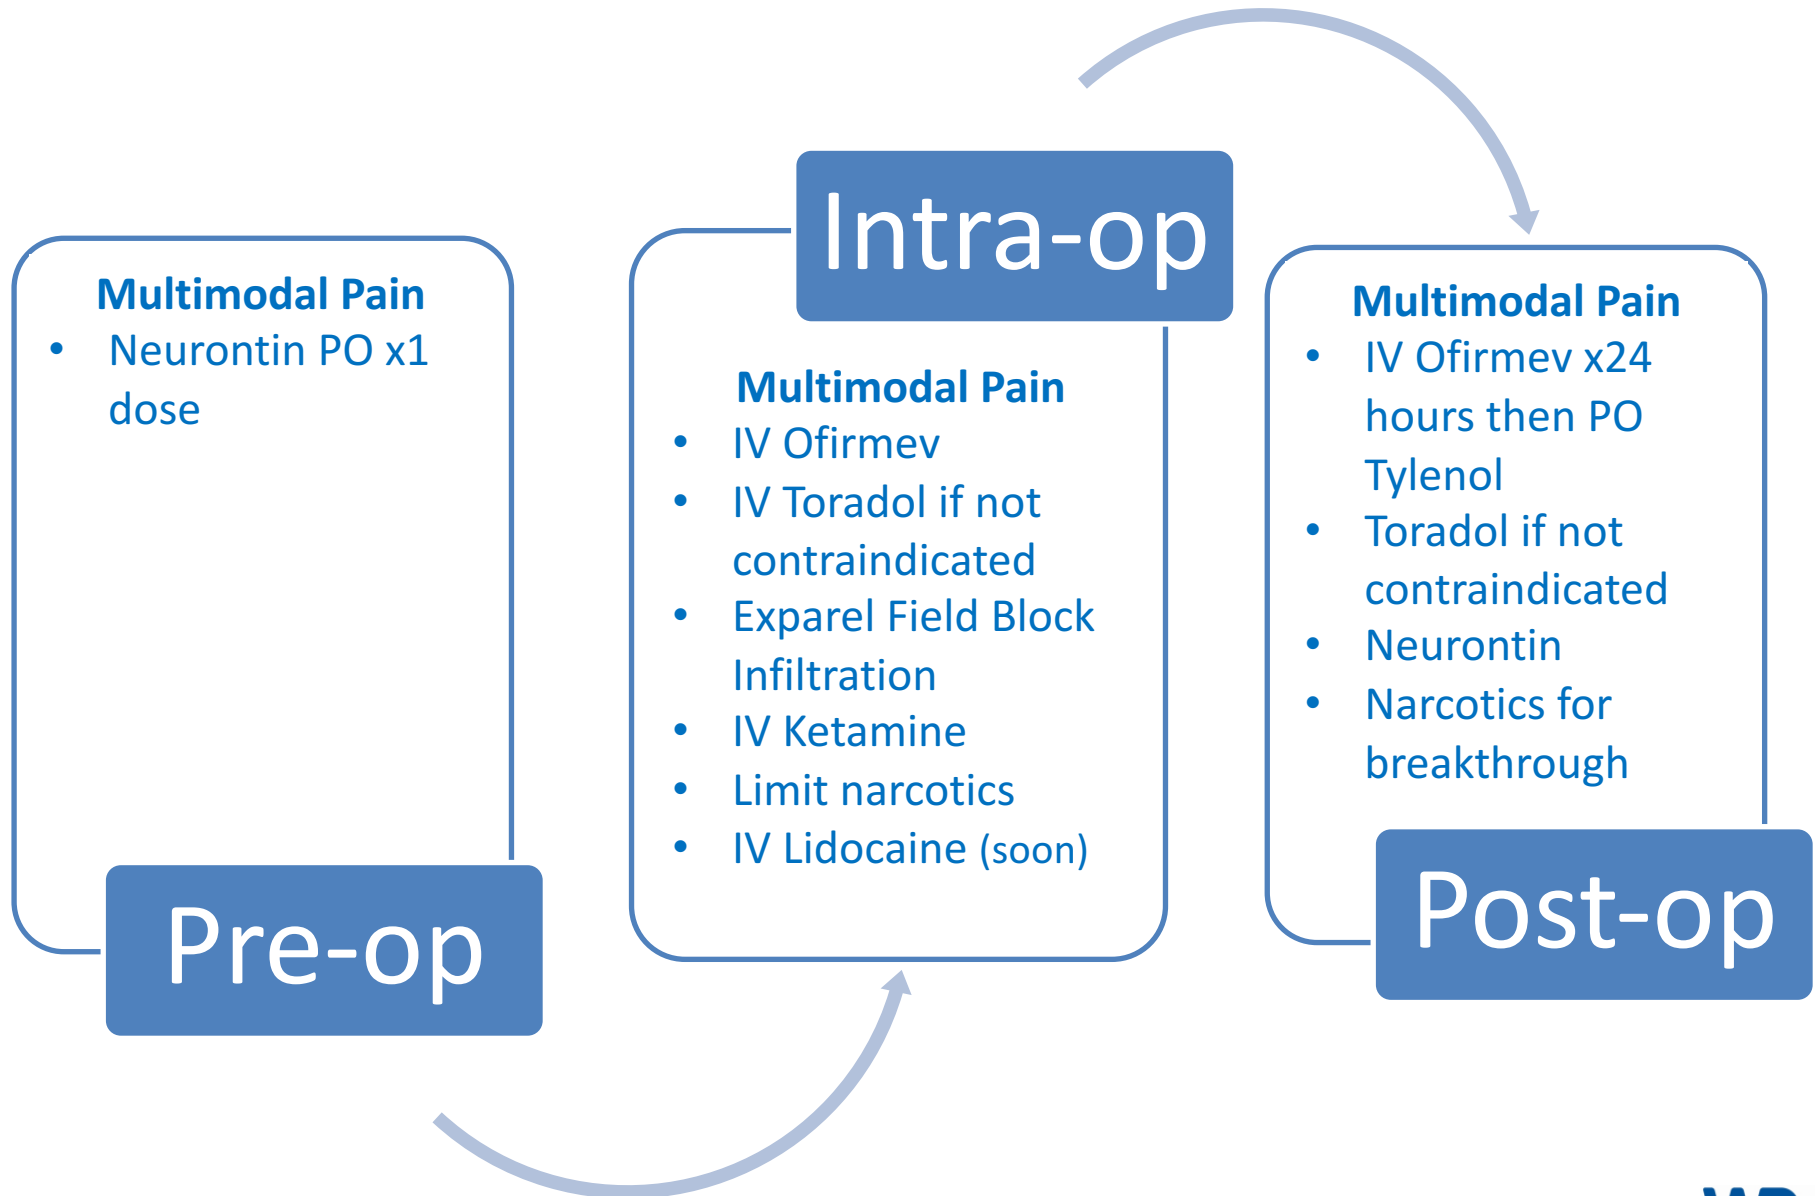 Multimodal Pain
• Neurontin PO x1
dose
Pre-op
Intra-op
Multimodal Pain
• IV Ofirmev
• IV Toradol if not
contraindicated
• Exparel Field Block
Infiltration
• IV Ketamine
• Limit narcotics
• IV Lidocaine (soon)
Multimodal Pain
• IV Ofirmev x24
hours then PO
Tylenol
• Toradol if not
contraindicated
• Neurontin
• Narcotics for
breakthrough
Post-op